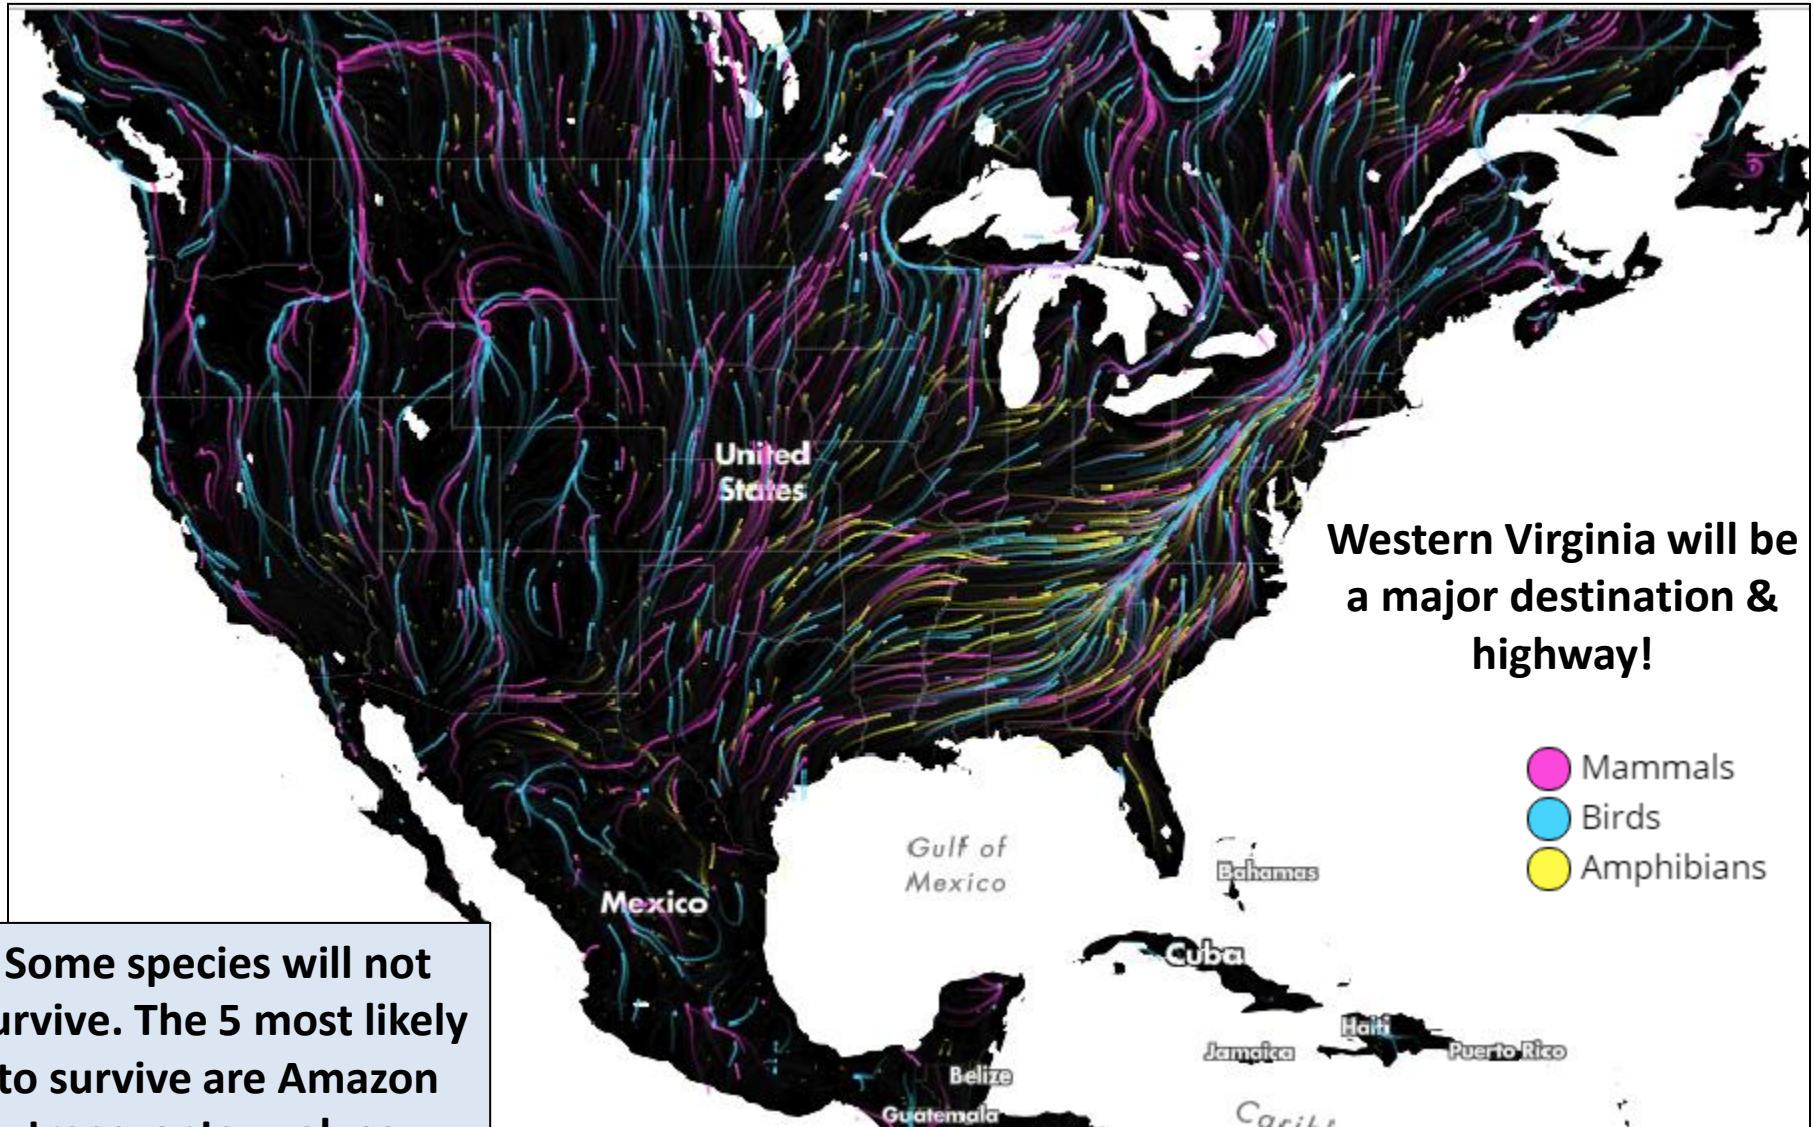 United
States
Western Virginia will be
a major destination &
highway!
Mammals
Birds
Amphibians
Gulf of
Mexico
Bahamas
Mexico
Cuba
Some species will not
The 5 most likely
to survive are Amazon
Haiti
Jamaica
Puerto Rico
Belize
Guatemala